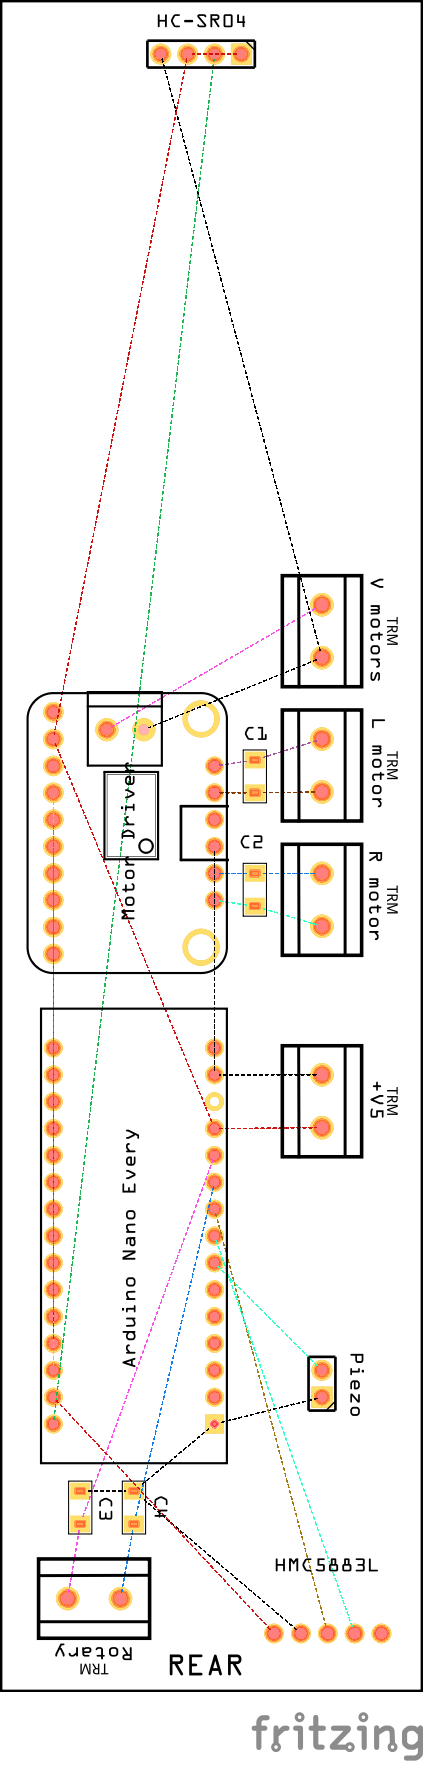 HC-SRO4
V motors
TRM
C1
L motor
TRM
Motor Driver
C2
R motor
TRM
+V5
TRM
Arduino Nano Every
Piezo
C3
C4
HMC5883L
Rotary
TRM
REAR
fritzing